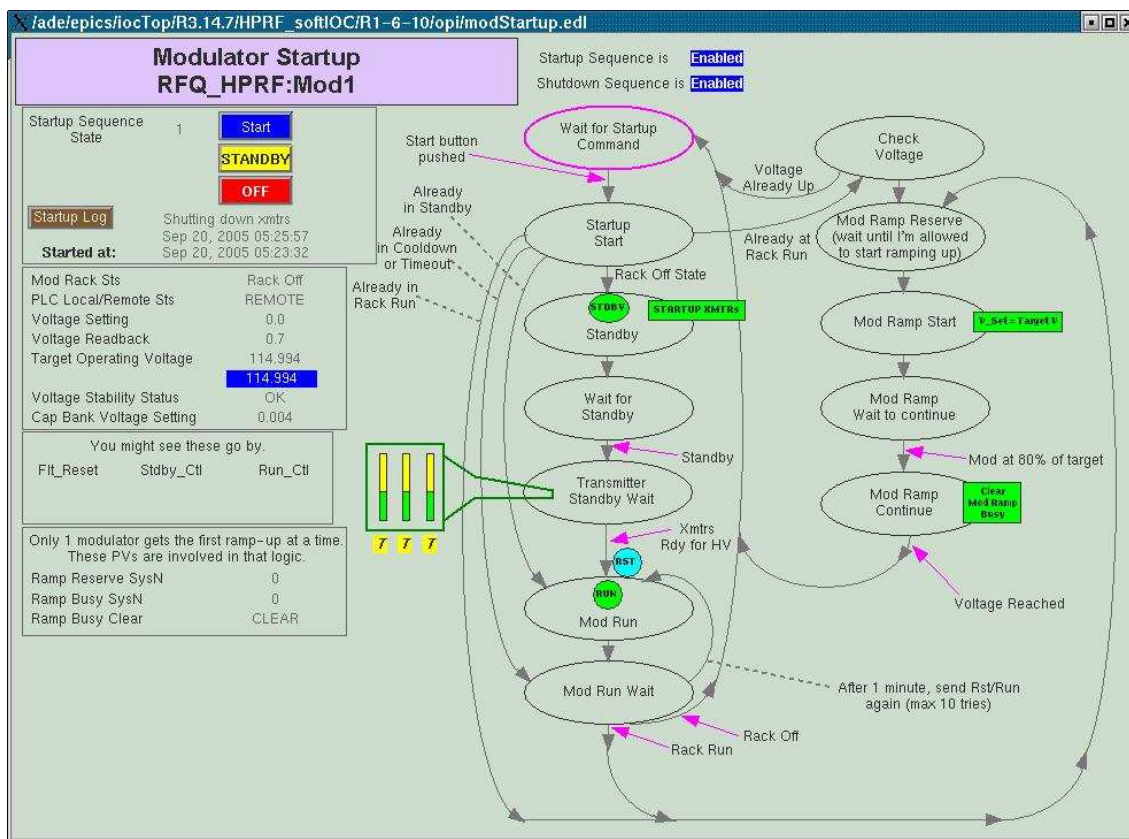 /ade/epics/iocTop/R3.14.7/HPRF_softIOC/R1-6-10/opi/modStartup.edl
Modulator Startup
RFQ_HPRF:Mod1
Startup Sequence is Enabled
Shutdown Sequence is Enabled
Startup Sequence
State
1
Start
STANDBY
OFF
Startup Log
Shutting down xmtrs
Sep 20, 2005 05:25:57
Started at: Sep 20, 2005 05:23:32
Mod Rack Sts Rack Off
PLC Local/Remote Sts REMOTE
Voltage Setting 0.0
Voltage Readback 0.7
Target Operating Voltage 114.994
114.994
Voltage Stability Status OK
Cap Bank Voltage Setting 0.004
You might see these go by.
Flt_Reset Stdby_Ctl Run_Ctl
Only 1 modulator gets the first ramp-up at a time.
These PVs are involved in that logic.
Ramp Reserve SysN 0
Ramp Busy SysN 0
Ramp Busy Clear CLEAR
Wait for Startup
Command
Start button
pushed
Already
in Standby
Already
in Cooldown
or Timeout
Already in
Rack Run
Startup
Start
Rack Off State
STDBY
Standby
STARTUP XMTRs
Wait for
Standby
Standby
Transmitter
Standby Wait
T T T
Xmtrs
Rdy for HV
RST
RUN
Mod Run
Mod Run Wait
Rack Off
Rack Run
After 1 minute, send Rst/Run
again (max 10 tries)
Check
Voltage
Voltage
Already Up
Already at
Rack Run
Mod Ramp Reserve
(wait until I'm allowed
to start ramping up)
Mod Ramp Start
V_Set=Target V
Mod Ramp
Wait to continue
Mod at 80% of target
Mod Ramp
Continue
Clear
Mod Ramp
Busy
Voltage Reached